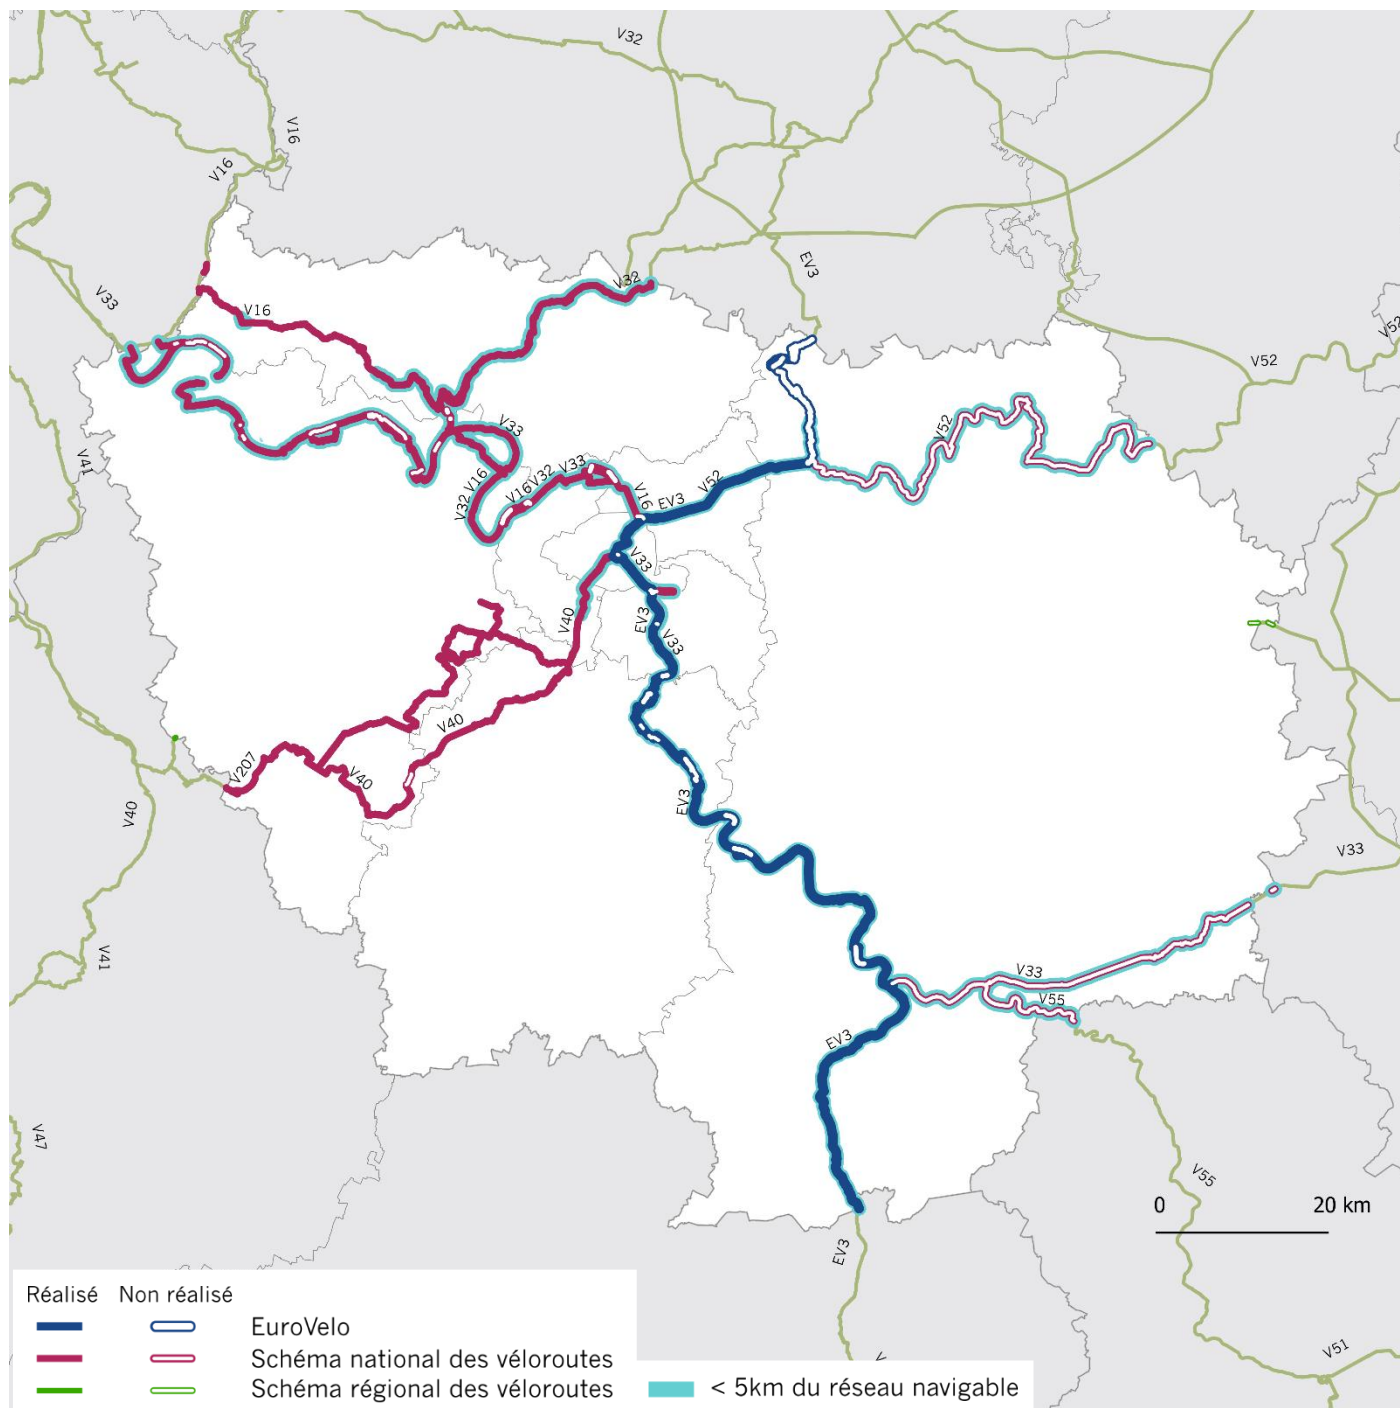 V32
V16
V16
V33
EV3
V32
V16
V52
V52
V41
V33
V52
V33
V32
V16
V16
V32
V33
V16
EV3
V52
V33
V40
EV3
V33
V40
V207
V40
EV3
V40
V33
V41
V33
V55
EV3
V47
V55
0 20 km
EV3
V51
Réalisé Non réalisé
EuroVelo
Schéma national des véloroutes
Schéma régional des véloroutes
< 5km du réseau navigable